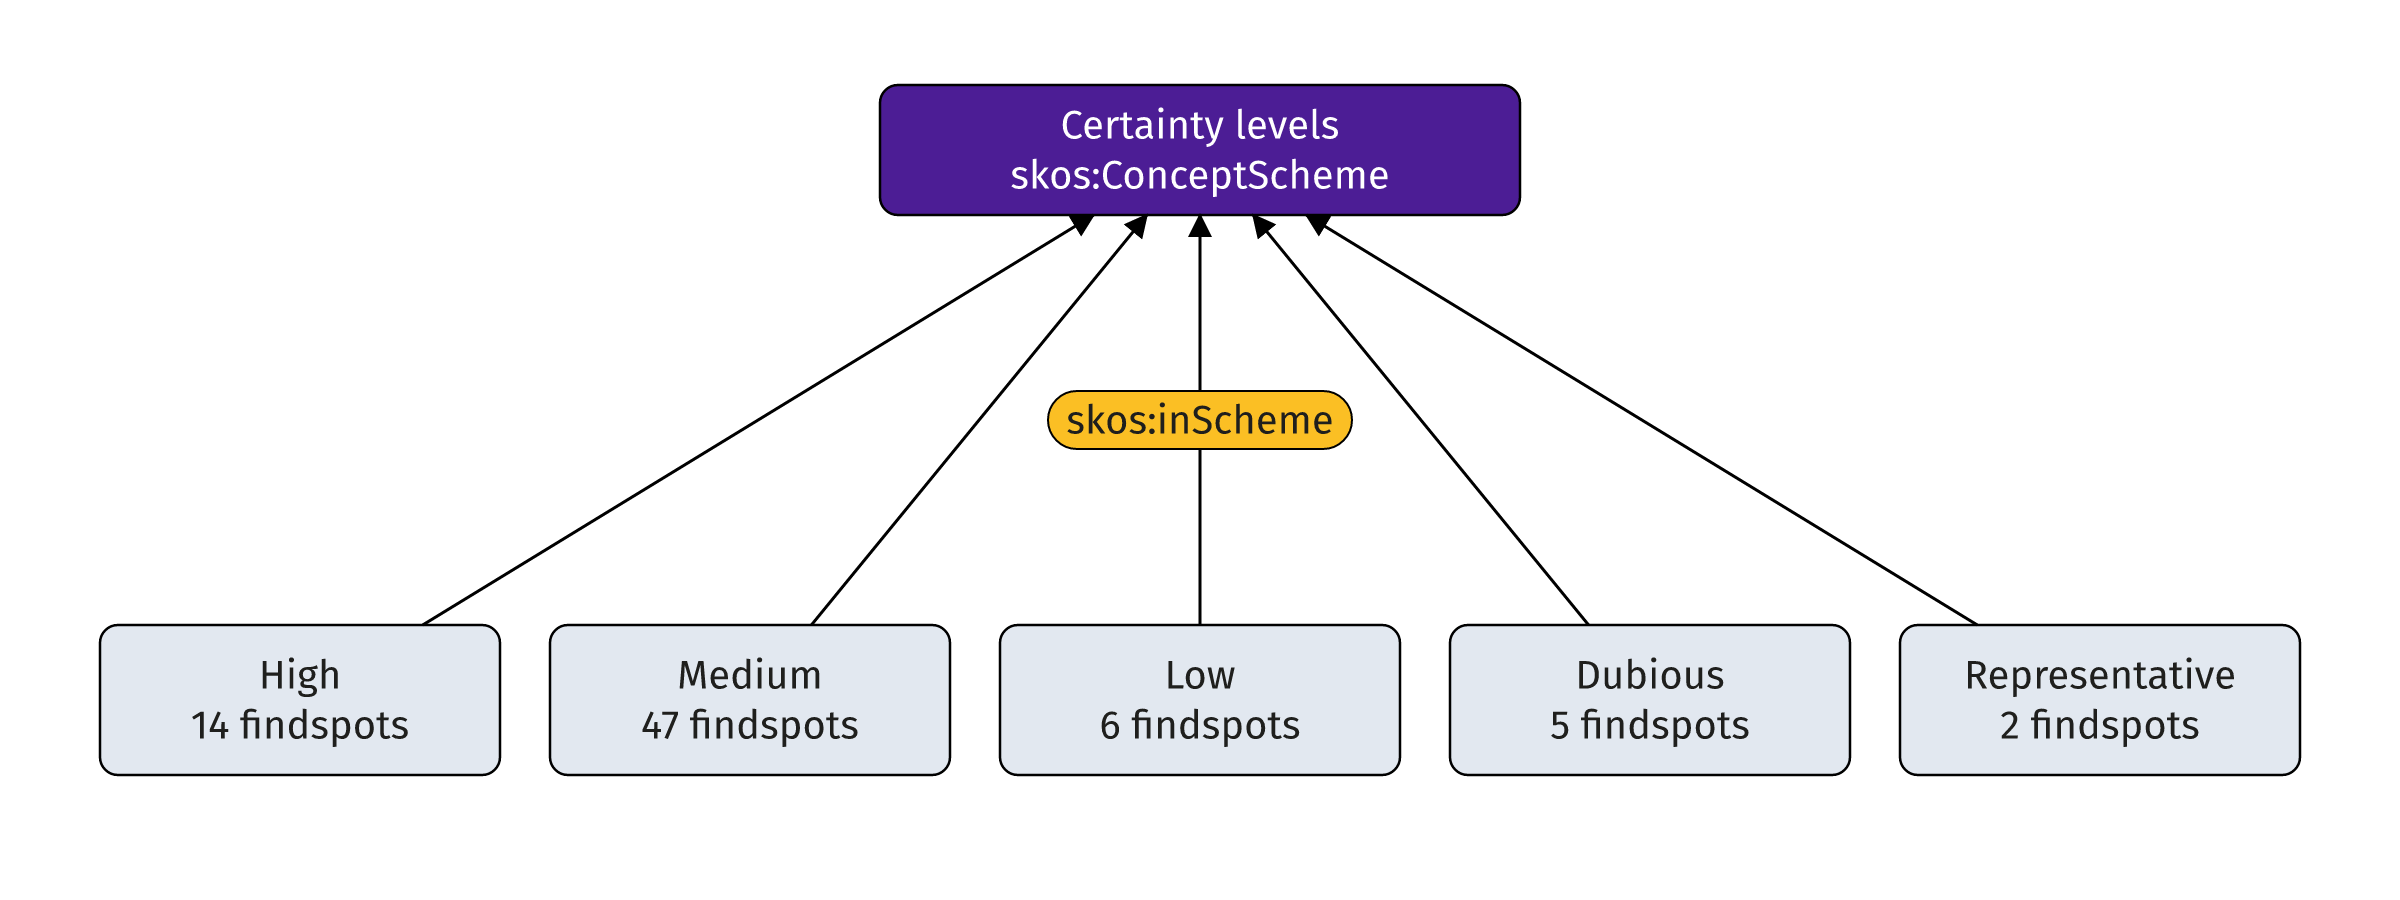 Certainty levels
skos:ConceptScheme
skos:inScheme
High
14 findspots
Medium
47 findspots
Low
6 findspots
Dubious
5 findspots
Representative
2 findspots